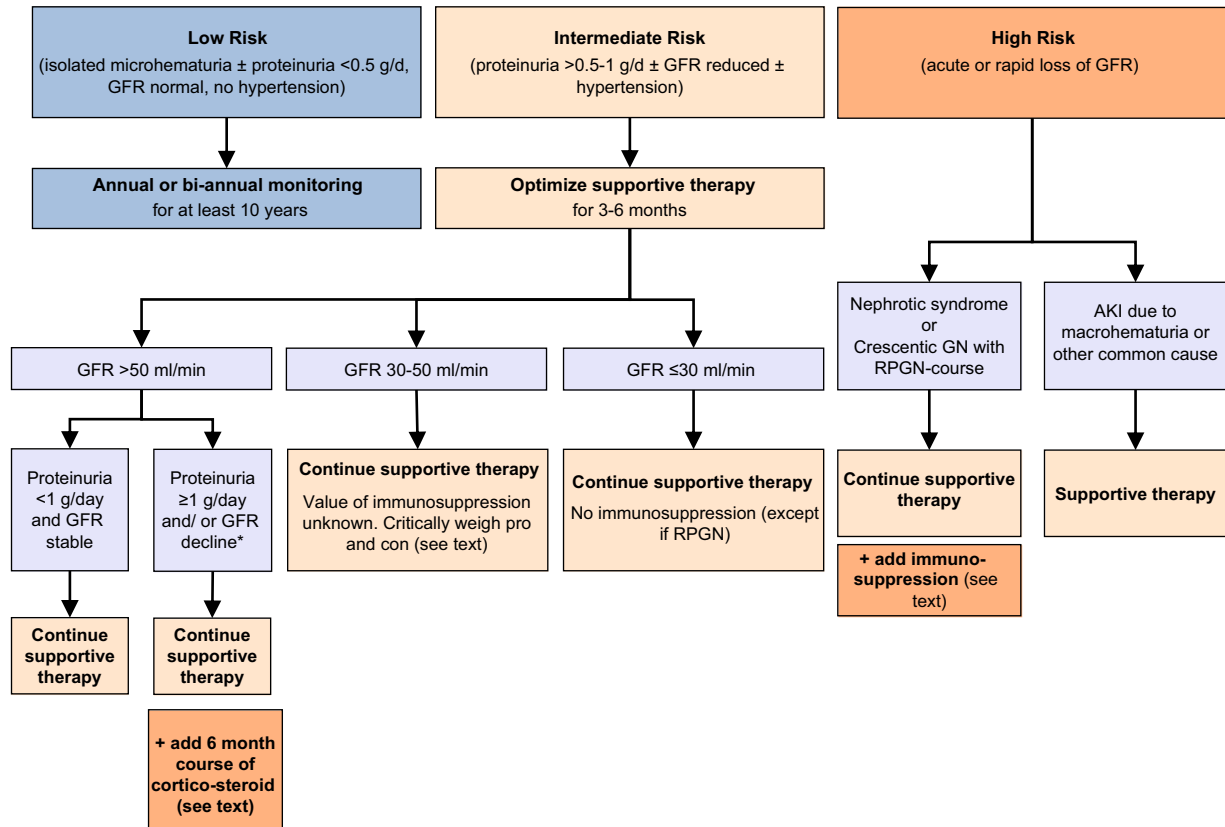 Low Risk
(isolated microhematuria ± proteinuria <0.5 g/d,
GFR normal, no hypertension)
Intermediate Risk
(proteinuria >0.5-1 g/d ± GFR reduced ±
hypertension)
High Risk
(acute or rapid loss of GFR)
Annual or bi-annual monitoring
for at least 10 years
Optimize supportive therapy
for 3-6 months
GFR >50 ml/min
GFR 30-50 ml/min
GFR ≤30 ml/min
Nephrotic syndrome
or
Crescentic GN with
RPGN-course
AKI due to
macrohematuria or
other common cause
Proteinuria
<1 g/day
and GFR
stable
Proteinuria
≥1 g/day
and/ or GFR
decline*
Continue supportive therapy
Value of immunosuppression
unknown. Critically weigh pro
and con (see text)
Continue supportive therapy
No immunosuppression (except
if RPGN)
Continue supportive
therapy
Supportive therapy
+ add immuno-
suppression (see
text)
Continue
supportive
therapy
Continue
supportive
therapy
+ add 6 month
course of
cortico-steroid
(see text)